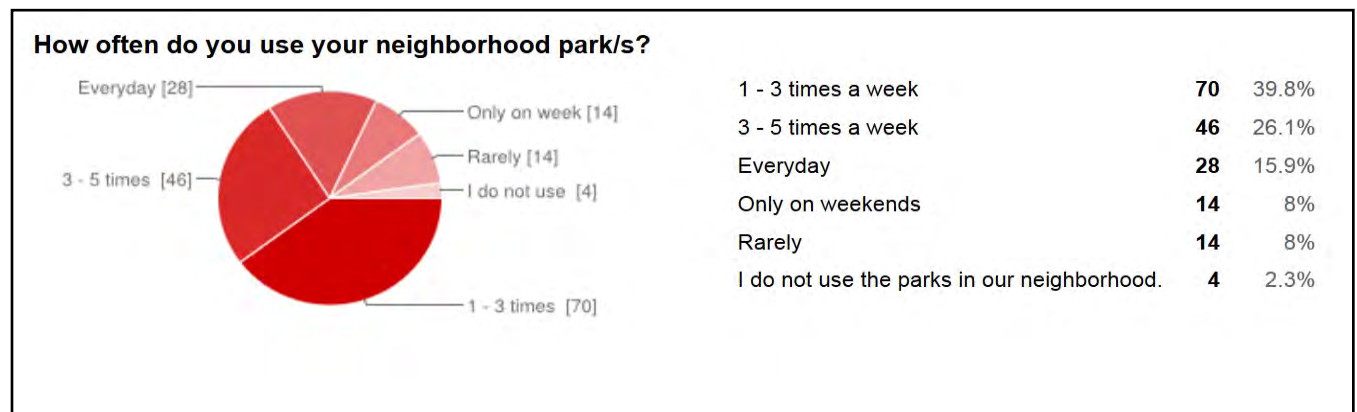 How often do you use your neighborhood park/s?
Everyday [28]
Only on week [14]
Rarely [14]
3 - 5 times [46]
I do not use [4]
1 - 3 times [70]
1 - 3 times a week 70 39.8%
3 - 5 times a week 46 26.1%
Everyday 28 15.9%
Only on weekends 14 8%
Rarely 14 8%
I do not use the parks in our neighborhood. 4 2.3%